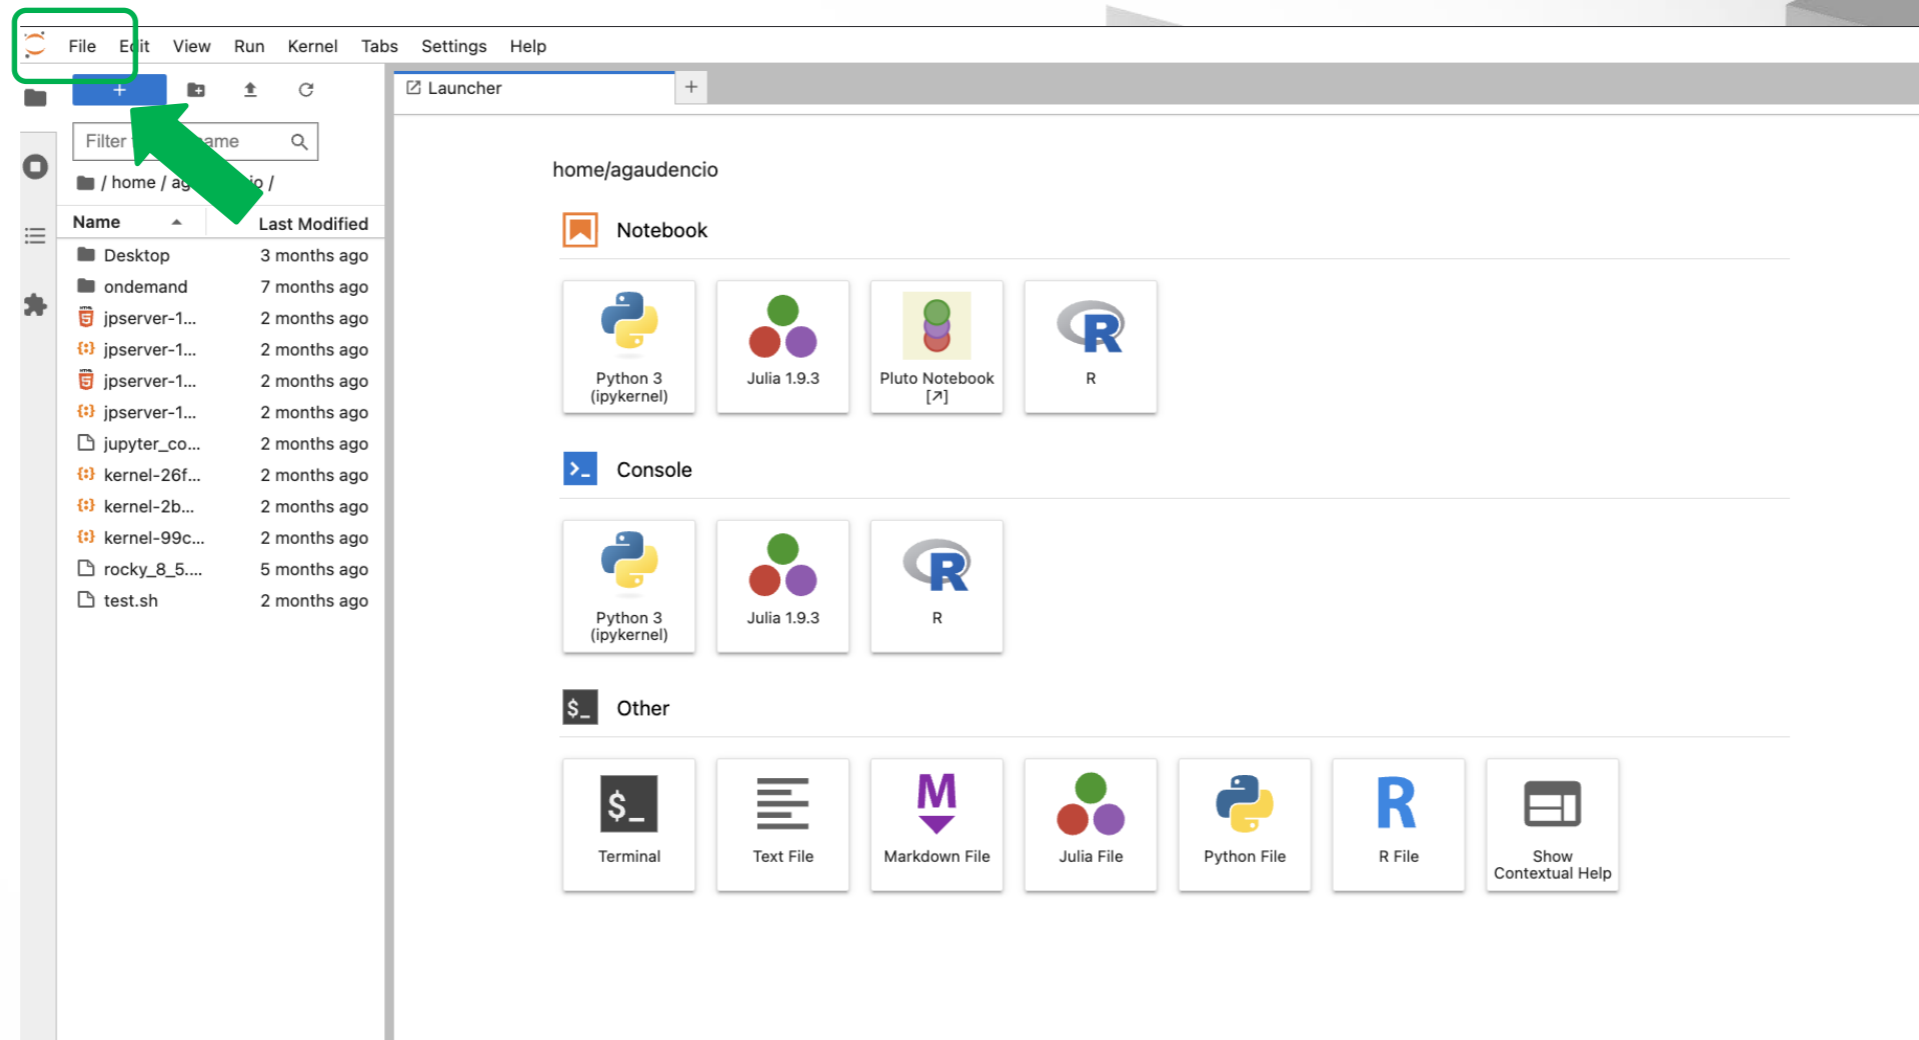 File Edit View Run Kernel Tabs Settings Help
+
Launcher
+
Filter ame
/ home / ag io /
Name Last Modified
Desktop 3 months ago
ondemand 7 months ago
jpserver-1... 2 months ago
jpserver-1... 2 months ago
jpserver-1... 2 months ago
jpserver-1... 2 months ago
jupyter_co... 2 months ago
kernel-26f... 2 months ago
kernel-2b... 2 months ago
kernel-99c... 2 months ago
rocky_8_5.... 5 months ago
test.sh 2 months ago
home/agaudencio
Notebook
Python 3
(ipykernel)
Julia 1.9.3
Pluto Notebook
[↗]
R
Console
Python 3
(ipykernel)
Julia 1.9.3
R
$_ Other
$_
Terminal
Text File
M
Markdown File
Julia File
Python File
R
R File
Show
Contextual Help